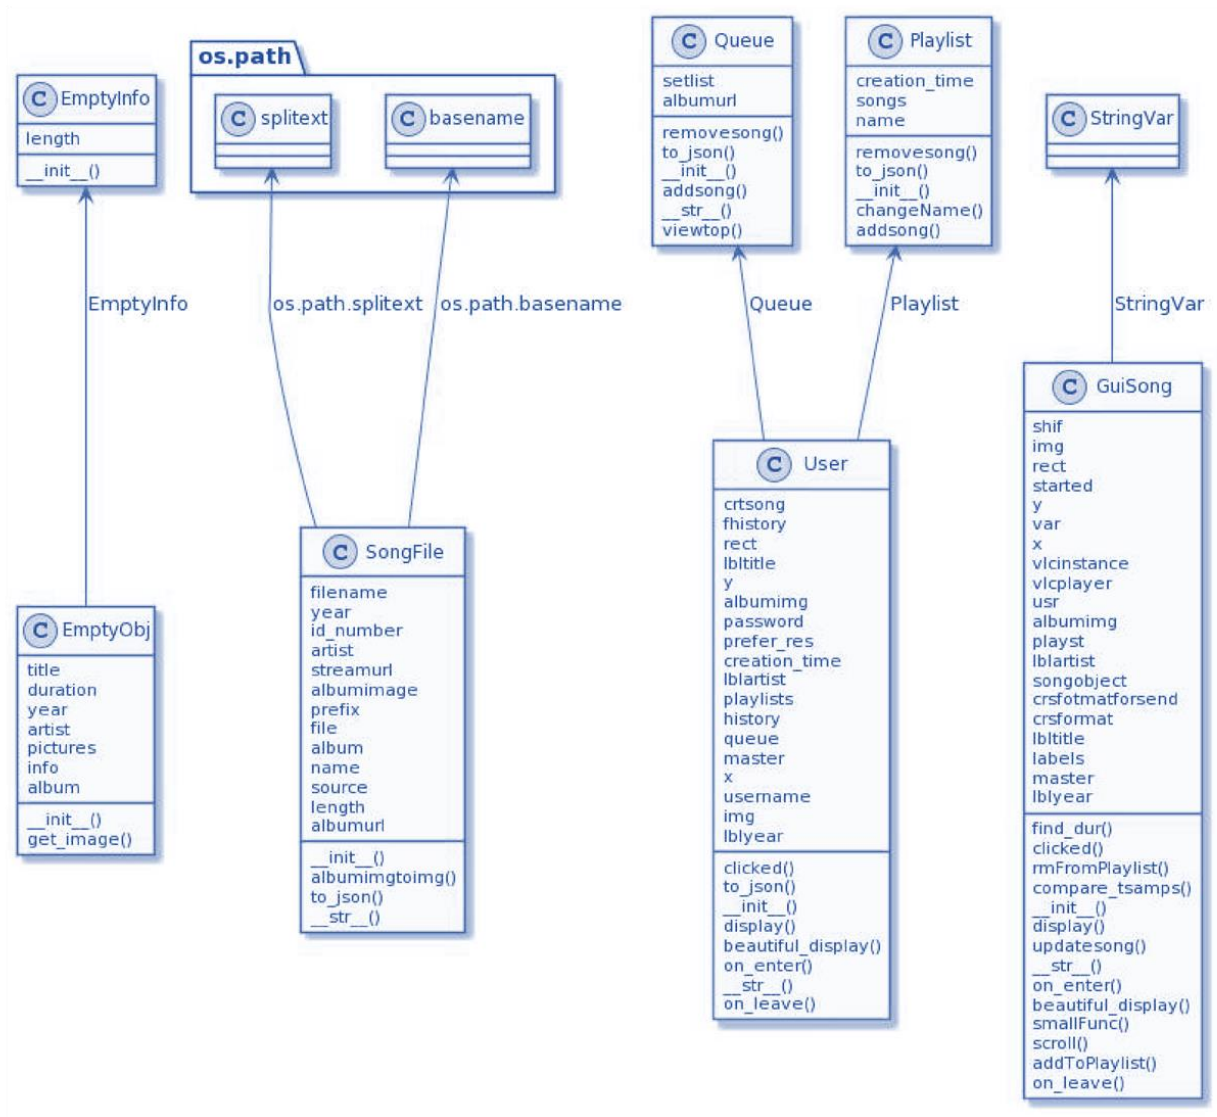 C EmptyInfo
length
__init__()
os.path
C splitext
C basename
C Queue
setlist
albumurl
removesong()
to_json()
__init__()
addsong()
__str__()
viewtop()
C Playlist
creation_time
songs
name
removesong()
to_json()
__init__()
changeName()
addsong()
C StringVar
EmptyInfo
os.path.splitext
os.path.basename
Queue
Playlist
StringVar
C EmptyObj
title
duration
year
artist
pictures
info
album
__init__()
get_image()
C SongFile
filename
year
id_number
artist
streamurl
albumimage
prefix
file
album
name
source
length
albumurl
__init__()
albumimgtoimg()
to_json()
__str__()
C User
crtsong
fhistory
rect
lbltitle
y
albumimg
password
prefer_res
creation_time
lblartist
playlists
history
queue
master
x
username
img
lblyear
clicked()
to_json()
__init__()
display()
beautiful_display()
on_enter()
__str__()
on_leave()
C GuiSong
shif
img
rect
started
y
var
x
vlcinstance
vlcplayer
usr
albumimg
playst
lblartist
songobject
crsfotmatforsend
crsformat
lbltitle
labels
master
lblyear
find_dur()
clicked()
rmFromPlaylist()
compare_tsamps()
__init__()
display()
updatesong()
__str__()
on_enter()
beautiful_display()
smallFunc()
scroll()
addToPlaylist()
on_leave()